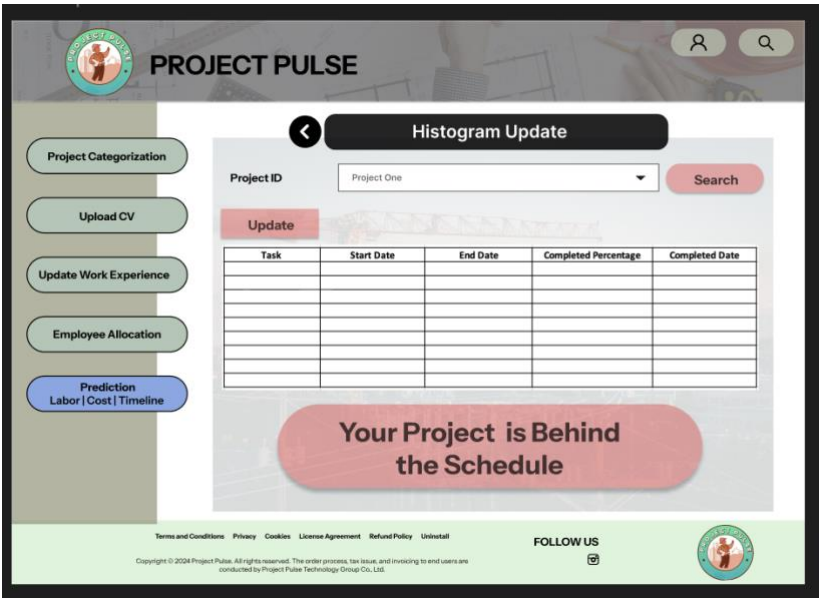 PROJECT PULSE
PROJECT PULSE
Histogram Update
Project Categorization
Project ID
Project One
Search
Upload CV
Update
Task Start Date End Date Completed Percentage Completed Date
Update Work Experience
Employee Allocation
Prediction
Labor | Cost | Timeline
Your Project is Behind
the Schedule
Terms and Conditions Privacy Cookies License Agreement Refund Policy Uninstall
FOLLOW US
Copyright © 2024 Project Pulse. All rights reserved. The order process, tax issue, and invoicing to end users are
conducted by Project Pulse Technology Group Co., Ltd.
PROJECT PULSE